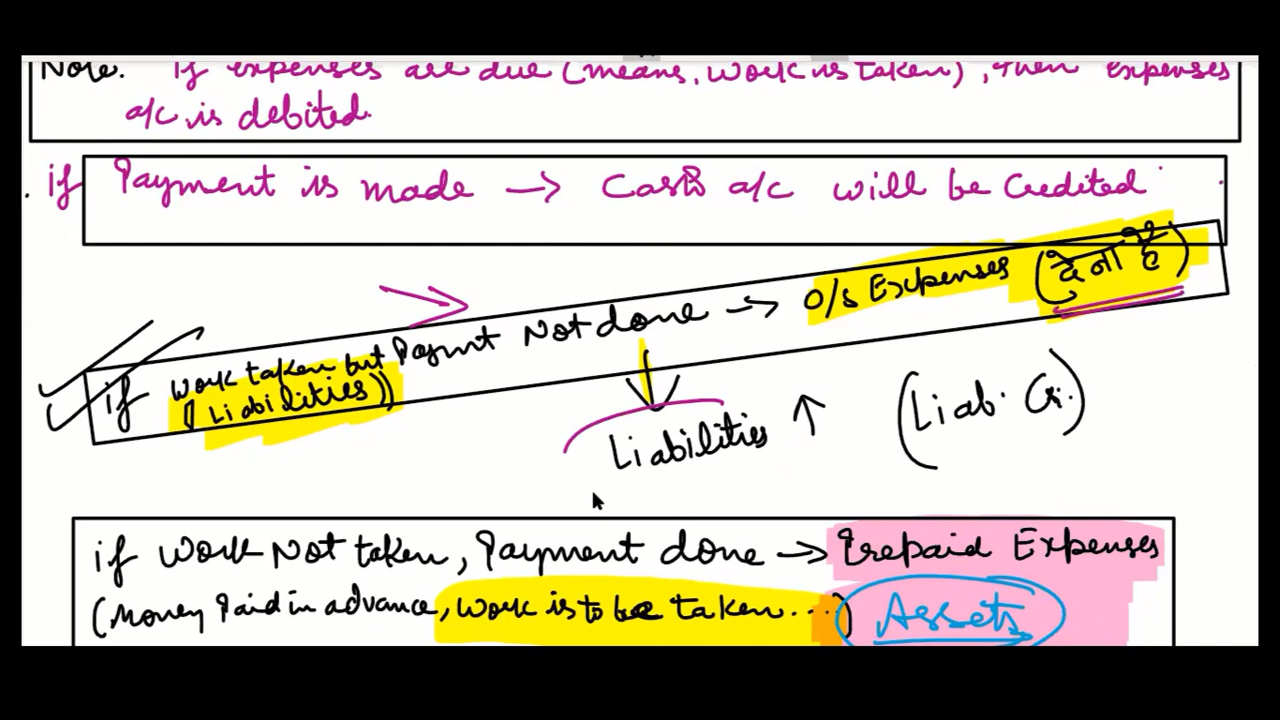 Note: If expenses are due (means, work is taken), then expenses
a/c is debited.
if Payment is made → Cash a/c will be Credited
if work taken but Paymnt Not done → O/s Expenses (देना है)
(Liabilities)
Liabilities ↑ (Liab. Cr.)
if Work Not taken, Payment done → Prepaid Expenses
(Money Paid in advance, work is to be taken...) Assets